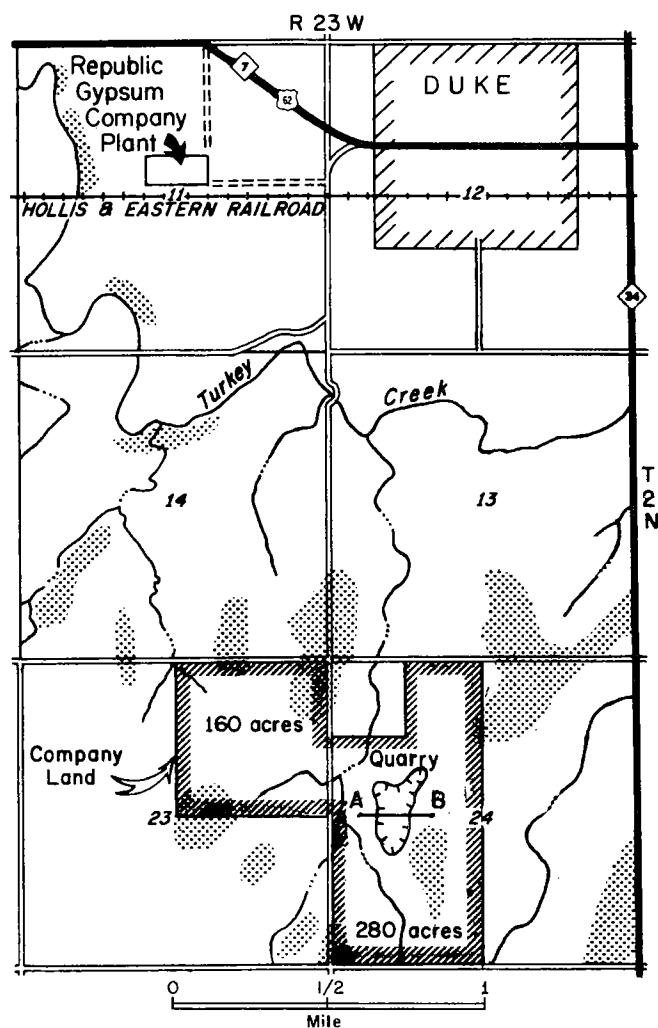 R 23 W
Republic
Gypsum
Company
Plant
7
62
DUKE
11
12
HOLLIS & EASTERN RAILROAD
34
Turkey
Creek
14
13
T
2
N
160 acres
Company
Land
Quarry
A
B
23
24
280 acres
0
1/2
1
Mile